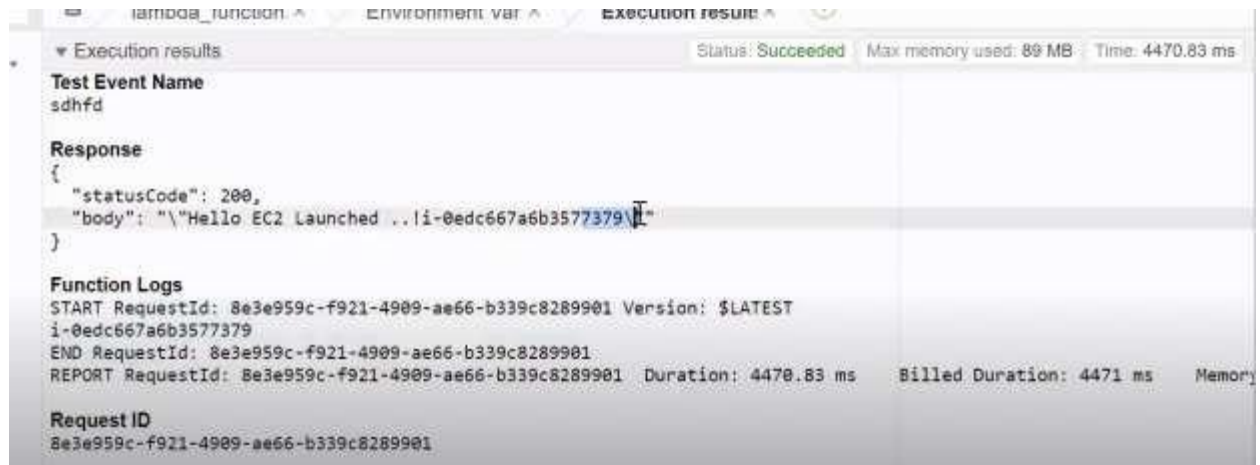 lambda_function × Environment Var × Execution result ×
Execution results Status: Succeeded Max memory used: 89 MB Time: 4470.83 ms
Test Event Name
sdhfd
Response
{
"statusCode": 200,
"body": "\"Hello EC2 Launched ..!i-0edc667a6b3577379\""
}
Function Logs
START RequestId: 8e3e959c-f921-4909-ae66-b339c8289901 Version: $LATEST
i-0edc667a6b3577379
END RequestId: 8e3e959c-f921-4909-ae66-b339c8289901
REPORT RequestId: 8e3e959c-f921-4909-ae66-b339c8289901 Duration: 4470.83 ms Billed Duration: 4471 ms Memory
Request ID
8e3e959c-f921-4909-ae66-b339c8289901